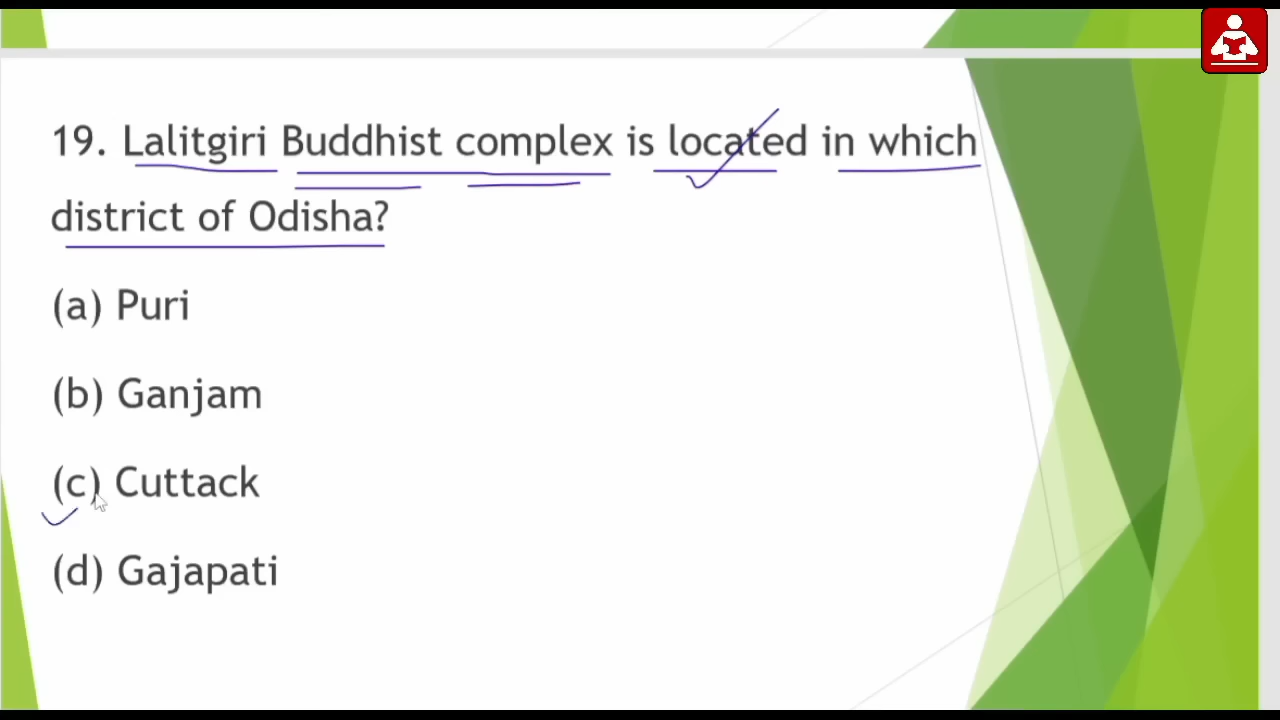 19. Lalitgiri Buddhist complex is located in which
district of Odisha?
(a) Puri
(b) Ganjam
(c) Cuttack
(d) Gajapati